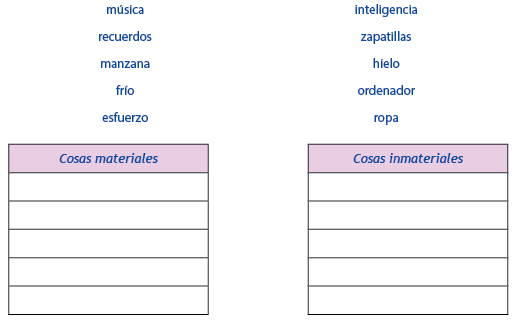 música inteligencia
recuerdos zapatillas
manzana hielo
frío ordenador
esfuerzo ropa
Cosas materiales Cosas inmateriales